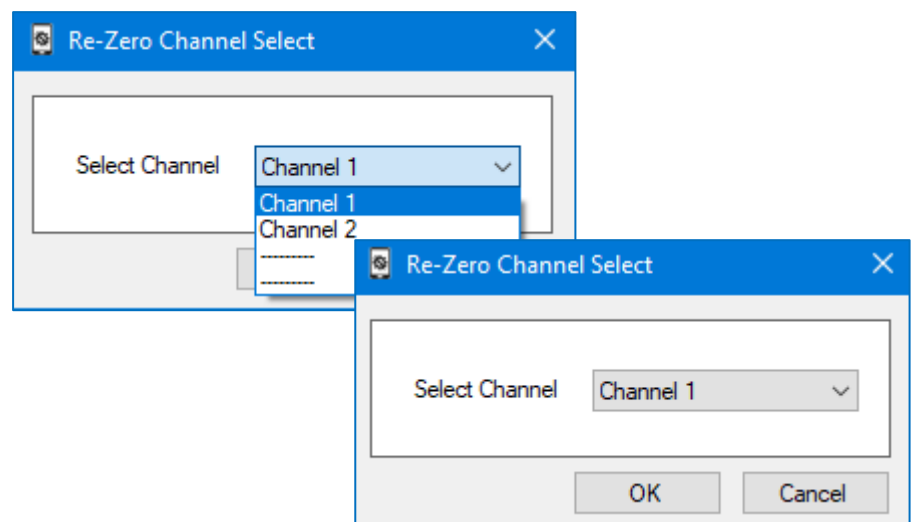 Re-Zero Channel Select
Select Channel Channel 1
Channel 1
Channel 2
----------
----------
Re-Zero Channel Select
Select Channel Channel 1
OK Cancel